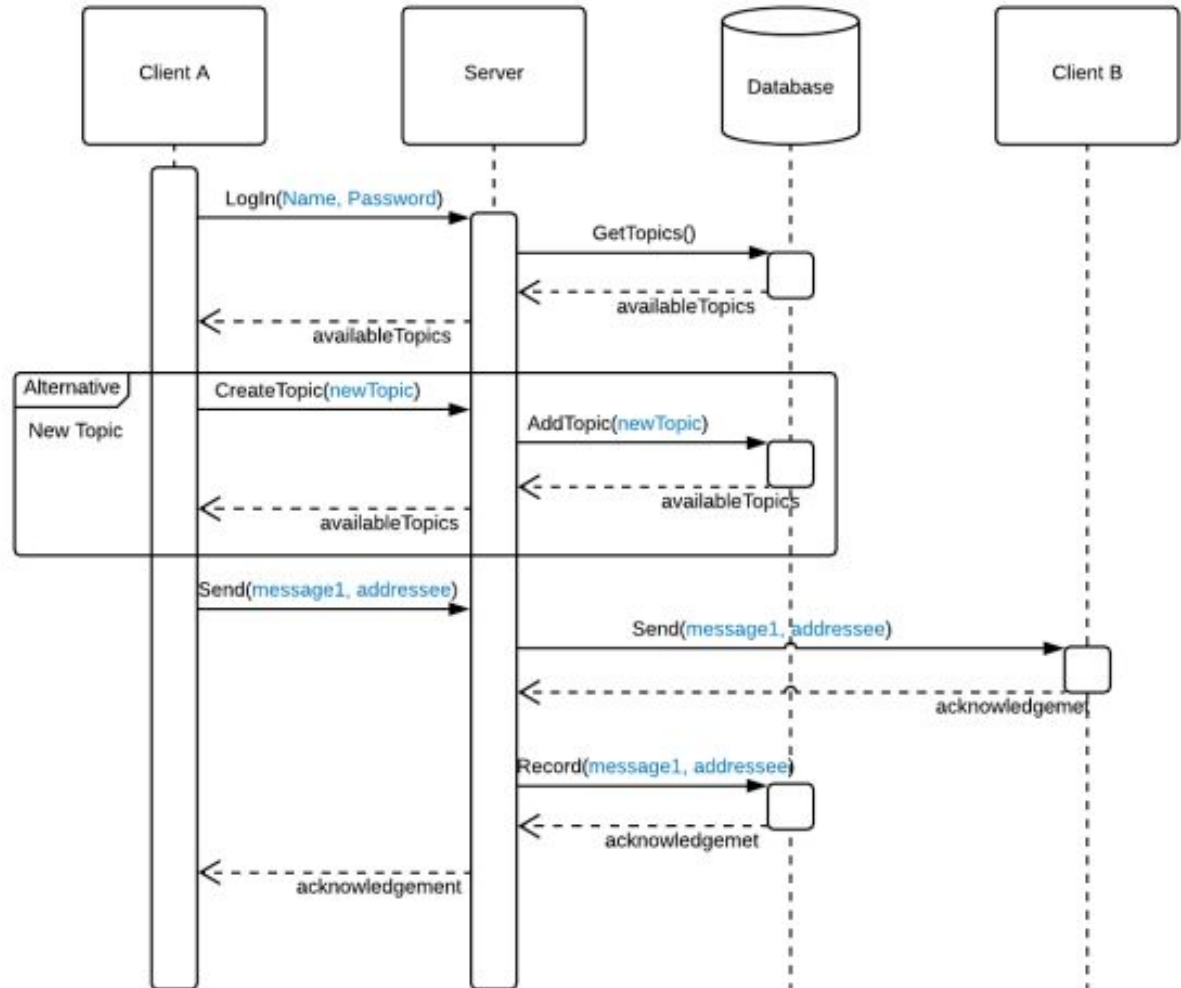 Client A
Server
Database
Client B
LogIn(Name, Password)
GetTopics()
availableTopics
availableTopics
Alternative
CreateTopic(newTopic)
New Topic
AddTopic(newTopic)
availableTopics
availableTopics
Send(message1, addressee)
Send(message1, addressee)
acknowledgemet
Record(message1, addressee)
acknowledgemet
acknowledgement